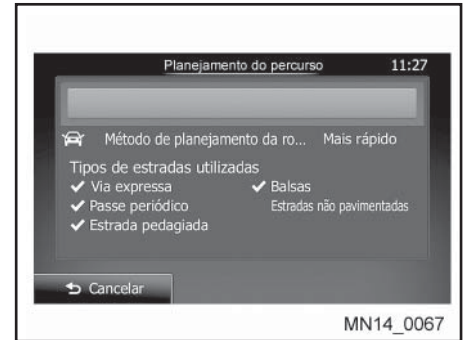 Planejamento do percurso 11:27
Método de planejamento da ro... Mais rápido
Tipos de estradas utilizadas
Via expressa Balsas
Passe periódico Estradas não pavimentadas
Estrada pedagiada
Cancelar
MN14_0067